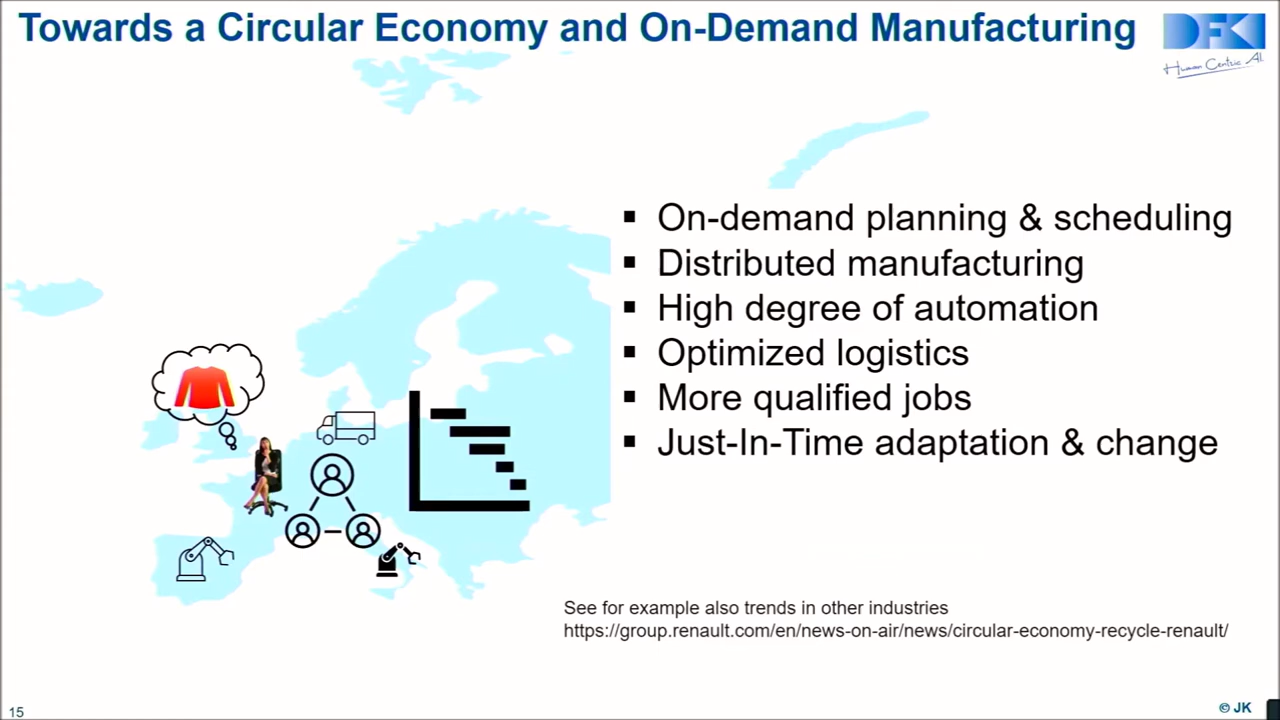 Towards a Circular Economy and On-Demand Manufacturing
DFKI
Human Centric AI
▪ On-demand planning & scheduling
▪ Distributed manufacturing
▪ High degree of automation
▪ Optimized logistics
▪ More qualified jobs
▪ Just-In-Time adaptation & change
See for example also trends in other industries
https://group.renault.com/en/news-on-air/news/circular-economy-recycle-renault/
15
© JK